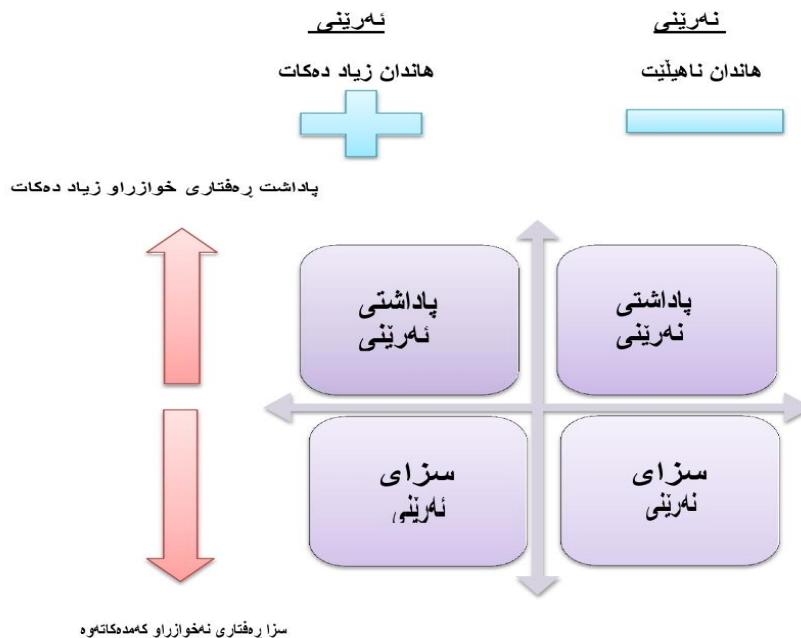 ئەرێنی
نەرێنی
هاندان زیاد دەکات
هاندان ناهێڵێت
پاداشت ڕەفتاری خوازراو زیاد دەکات
پاداشتی
ئەرێنی
پاداشتی
نەرێنی
سزای
ئەرێنی
سزای
نەرێنی
سزا ڕەفتاری نەخوازراو کەمدەکاتەوە